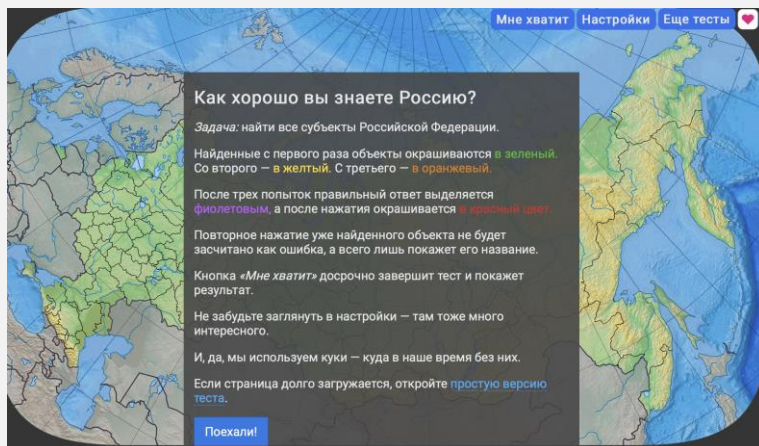 Мне хватит Настройки Еще тесты
Как хорошо вы знаете Россию?
Задача: найти все субъекты Российской Федерации.
Найденные с первого раза объекты окрашиваются в зеленый.
Со второго — в желтый. С третьего — в оранжевый.
После трех попыток правильный ответ выделяется
фиолетовым, а после нажатия окрашивается в красный цвет.
Повторное нажатие уже найденного объекта не будет
засчитано как ошибка, а всего лишь покажет его название.
Кнопка «Мне хватит» досрочно завершит тест и покажет
результат.
Не забудьте заглянуть в настройки — там тоже много
интересного.
И, да, мы используем куки — куда в наше время без них.
Если страница долго загружается, откройте простую версию
теста.
Поехали!